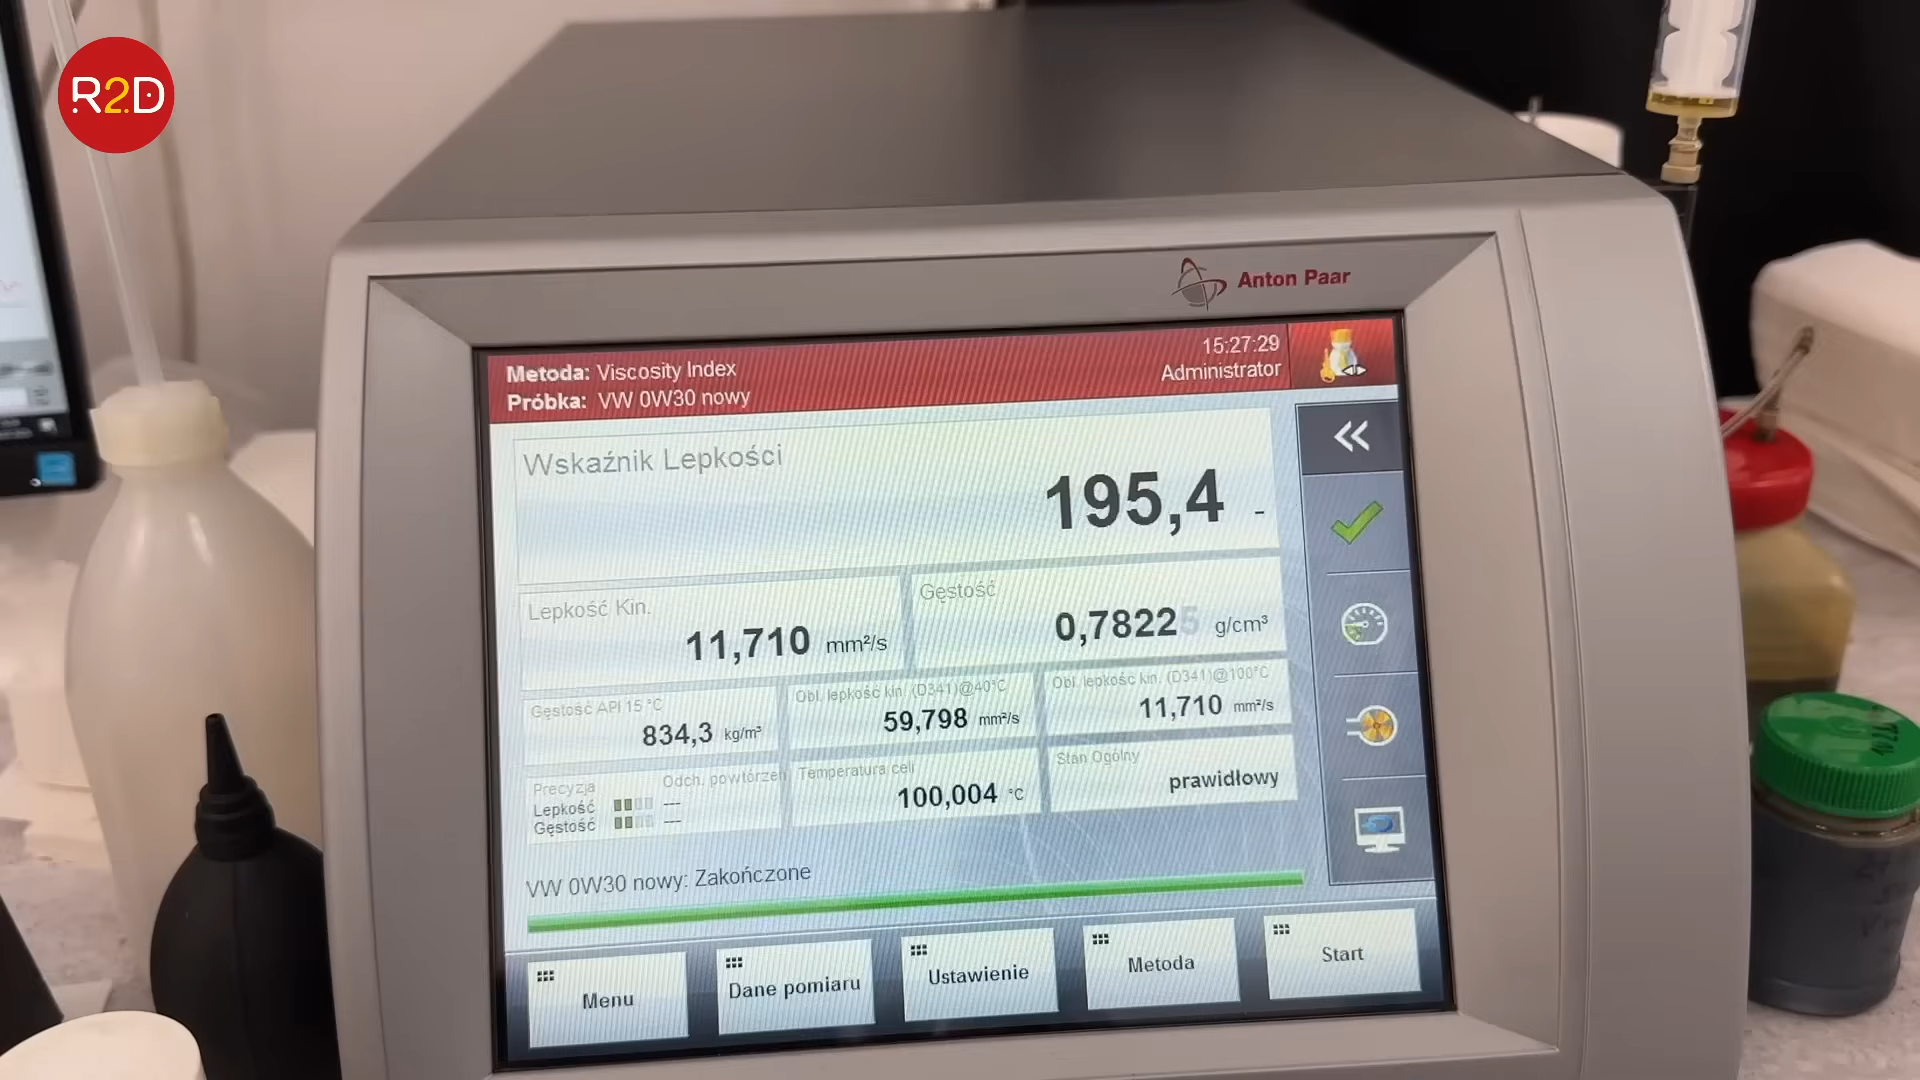 R2D
Anton Paar
Metoda: Viscosity Index
Próbka: VW 0W30 nowy
15:27:29
Administrator
Wskaźnik Lepkości
195,4 -
Lepkość Kin.
11,710 mm²/s
Gęstość
0,78225 g/cm³
Gęstość API 15 °C
834,3 kg/m³
Obl. lepkość kin. (D341)@40°C
59,798 mm²/s
Obl. lepkość kin. (D341)@100°C
11,710 mm²/s
Precyzja Odch. powtórzeń
Lepkość ---
Gęstość ---
Temperatura celi
100,004 °C
Stan Ogólny
prawidłowy
VW 0W30 nowy: Zakończone
Menu
Dane pomiaru
Ustawienie
Metoda
Start